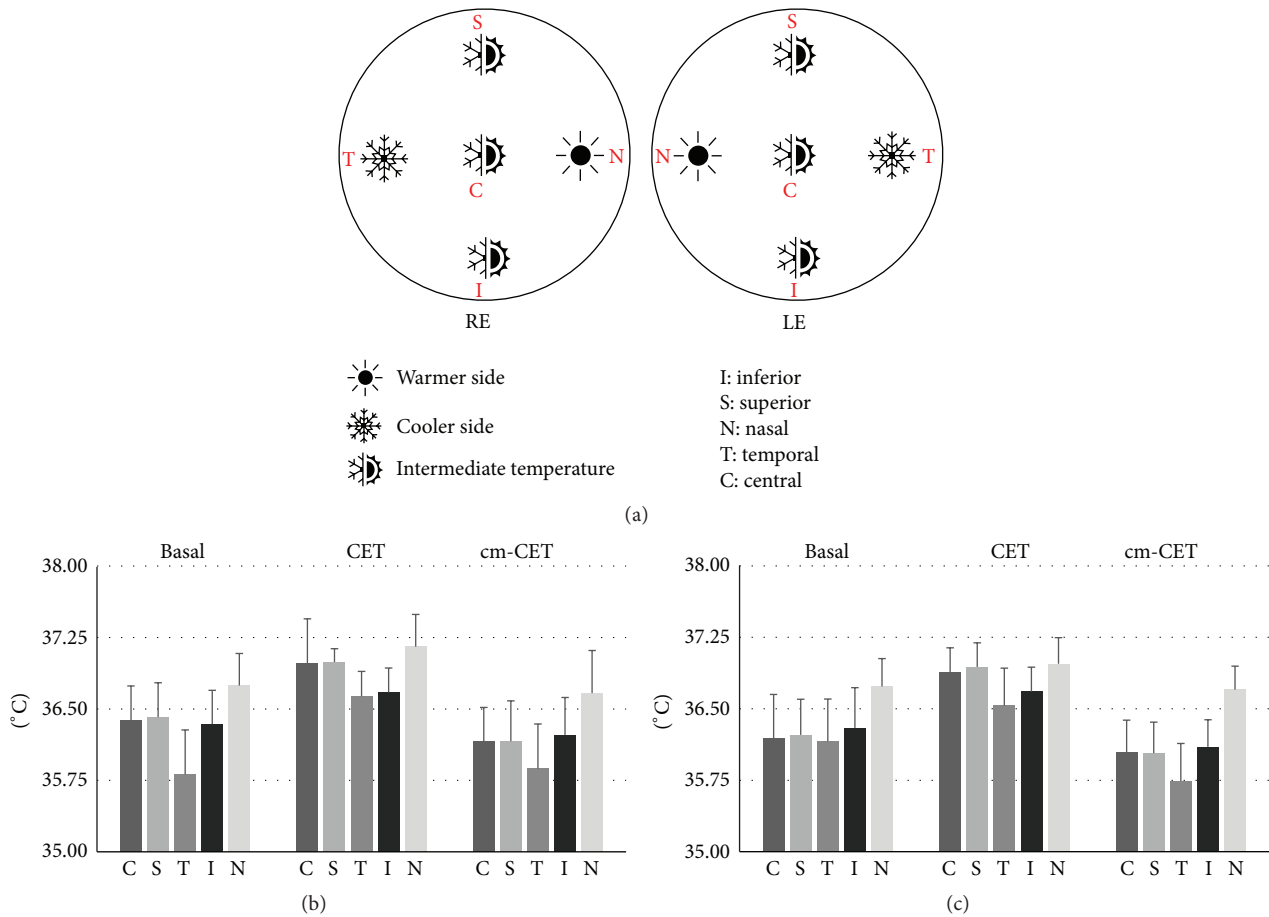 S S
T N N T
C C
I I
RE LE
Warmer side
Cooler side
Intermediate temperature
I: inferior
S: superior
N: nasal
T: temporal
C: central
(a)
Basal CET cm-CET
38.00
37.25
36.50
35.75
35.00
(°C)
C S T I N C S T I N C S T I N
(b)
Basal CET cm-CET
38.00
37.25
36.50
35.75
35.00
(°C)
C S T I N C S T I N C S T I N
(c)